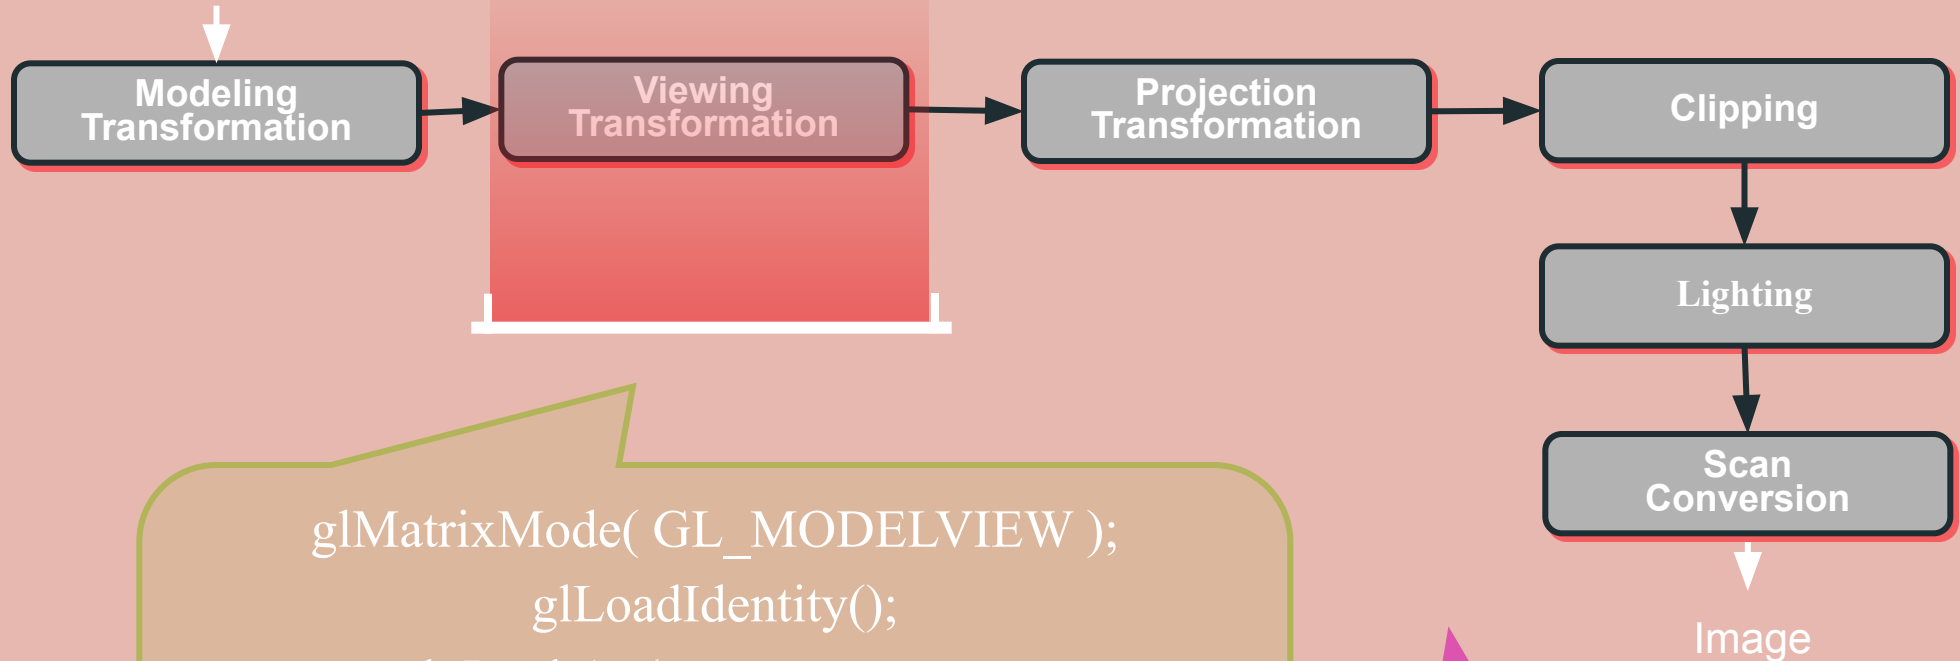 Modeling
Transformation
Viewing
Transformation
Projection
Transformation
Clipping
Lighting
Scan
Conversion
Image
glMatrixMode( GL_MODELVIEW );
glLoadIdentity();